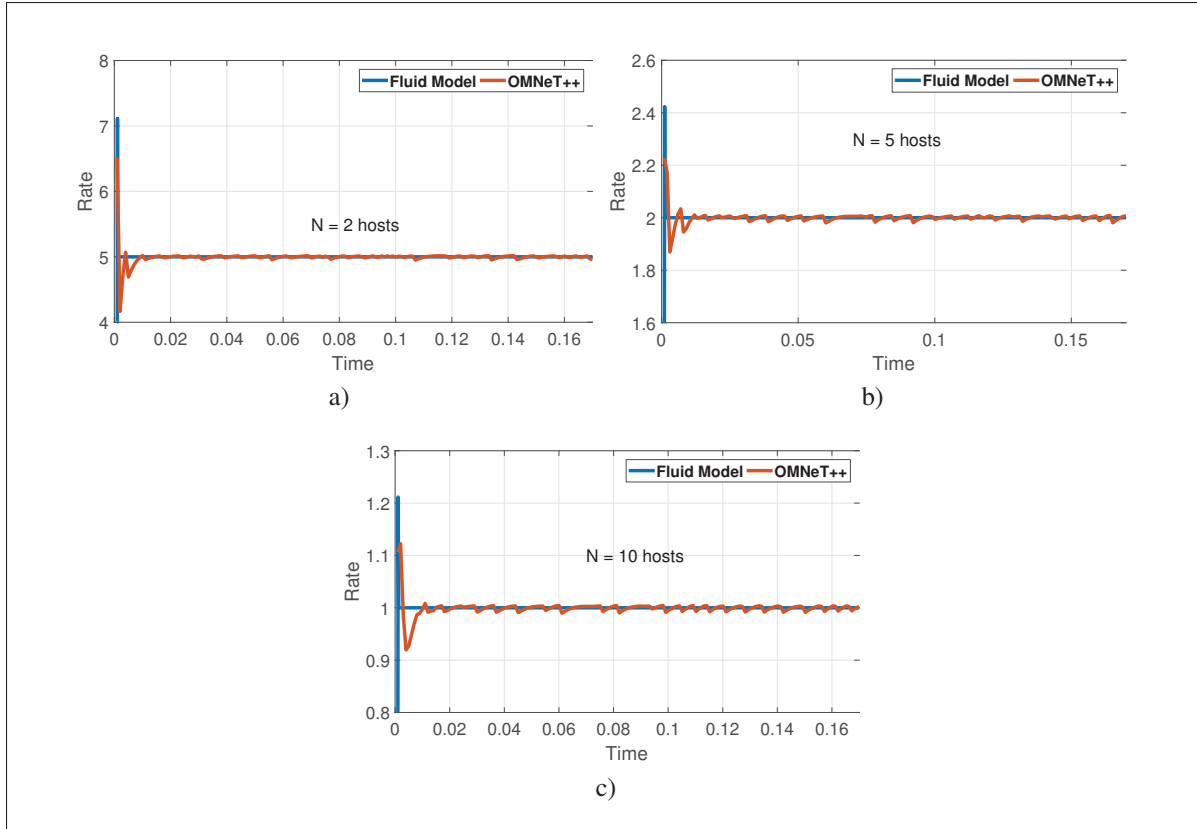 8
7
6
5
4
Rate
Fluid Model OMNeT++
N = 2 hosts
0 0.02 0.04 0.06 0.08 0.1 0.12 0.14 0.16
Time
a)
2.6
2.4
2.2
2
1.8
1.6
Rate
Fluid Model OMNeT++
N = 5 hosts
0 0.05 0.1 0.15
Time
b)
1.3
1.2
1.1
1
0.9
0.8
Rate
Fluid Model OMNeT++
N = 10 hosts
0 0.02 0.04 0.06 0.08 0.1 0.12 0.14 0.16
Time
c)